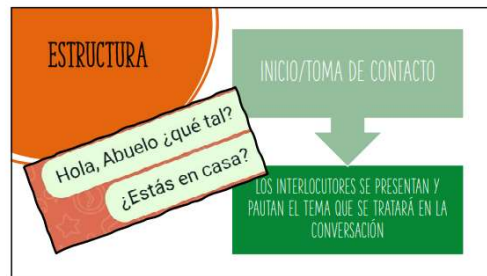 ESTRUCTURA
INICIO/TOMA DE CONTACTO
Hola, Abuelo ¿qué tal?
¿Estás en casa?
LOS INTERLOCUTORES SE PRESENTAN Y
PAUTAN EL TEMA QUE SE TRATARÁ EN LA
CONVERSACIÓN